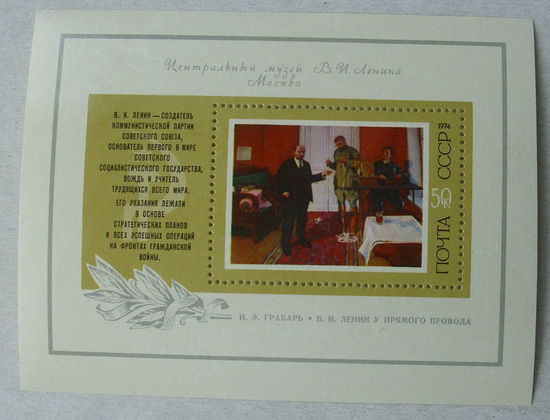 Центральный музей В.И.Ленина
Москва
В. И. ЛЕНИН — СОЗДАТЕЛЬ
КОММУНИСТИЧЕСКОЙ ПАРТИИ
СОВЕТСКОГО СОЮЗА,
ОСНОВАТЕЛЬ ПЕРВОГО В МИРЕ
СОВЕТСКОГО
СОЦИАЛИСТИЧЕСКОГО ГОСУДАРСТВА,
ВОЖДЬ И УЧИТЕЛЬ
ТРУДЯЩИХСЯ ВСЕГО МИРА.
ЕГО УКАЗАНИЯ ЛЕЖАЛИ
В ОСНОВЕ
СТРАТЕГИЧЕСКИХ ПЛАНОВ
И ВСЕХ УСПЕШНЫХ ОПЕРАЦИЙ
НА ФРОНТАХ ГРАЖДАНСКОЙ
ВОЙНЫ.
1974
50к
ПОЧТА СССР
И. Э. ГРАБАРЬ • В. И. ЛЕНИН У ПРЯМОГО ПРОВОДА